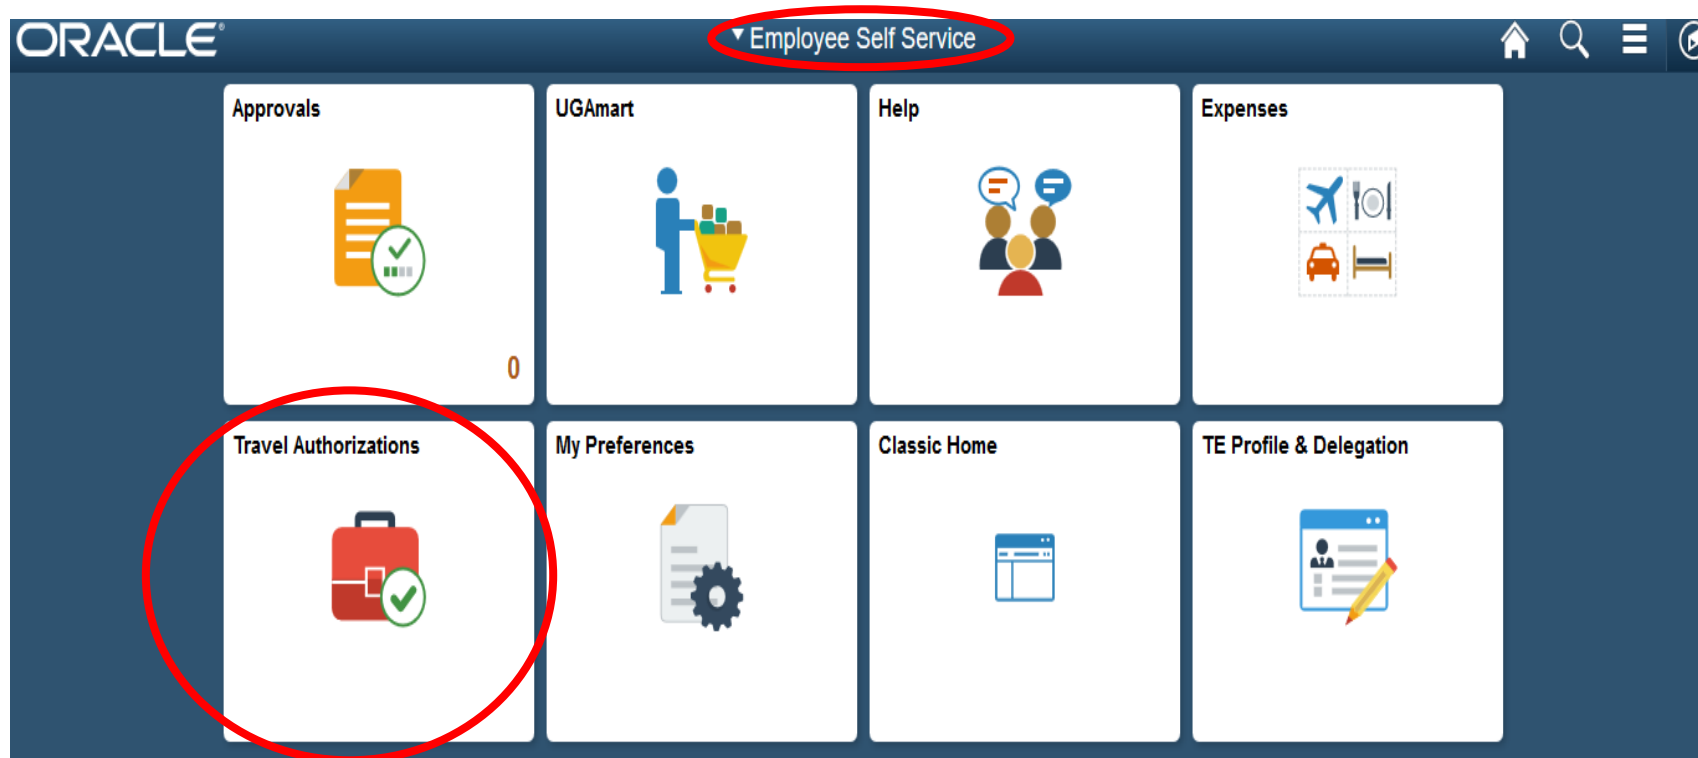 ORACLE®
Employee Self Service
Approvals
UGAmart
Help
Expenses
0
Travel Authorizations
My Preferences
Classic Home
TE Profile & Delegation